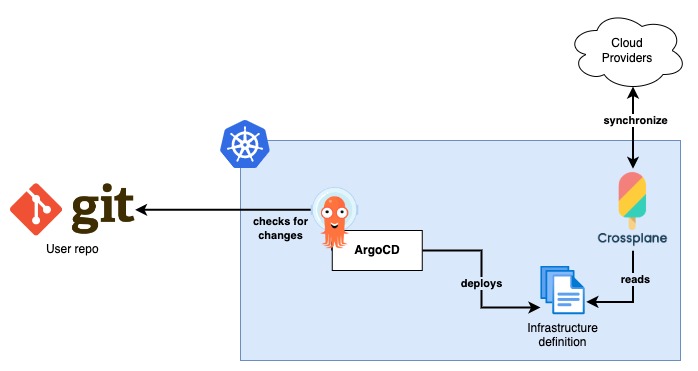 Cloud
Providers
synchronize
git
User repo
checks for
changes
ArgoCD
Crossplane
deploys
reads
Infrastructure
definition